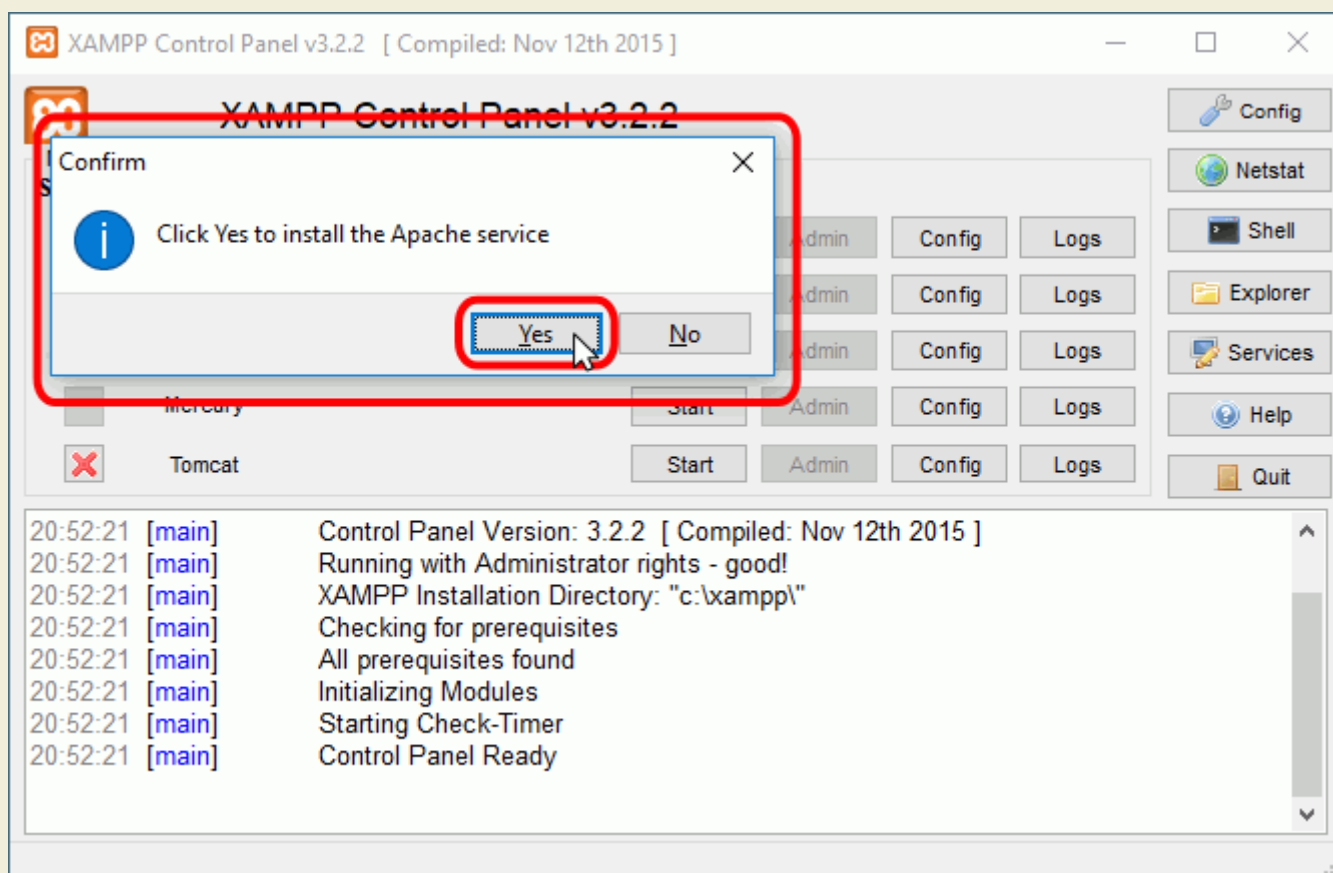 XAMPP Control Panel v3.2.2 [ Compiled: Nov 12th 2015 ]
XAMPP Control Panel v3.2.2
Config
Netstat
Shell
Explorer
Services
Help
Quit
Confirm
Click Yes to install the Apache service
Yes No
Admin Config Logs
Admin Config Logs
Admin Config Logs
Mercury Start Admin Config Logs
Tomcat Start Admin Config Logs
20:52:21 [main] Control Panel Version: 3.2.2 [ Compiled: Nov 12th 2015 ]
20:52:21 [main] Running with Administrator rights - good!
20:52:21 [main] XAMPP Installation Directory: "c:\xampp\"
20:52:21 [main] Checking for prerequisites
20:52:21 [main] All prerequisites found
20:52:21 [main] Initializing Modules
20:52:21 [main] Starting Check-Timer
20:52:21 [main] Control Panel Ready